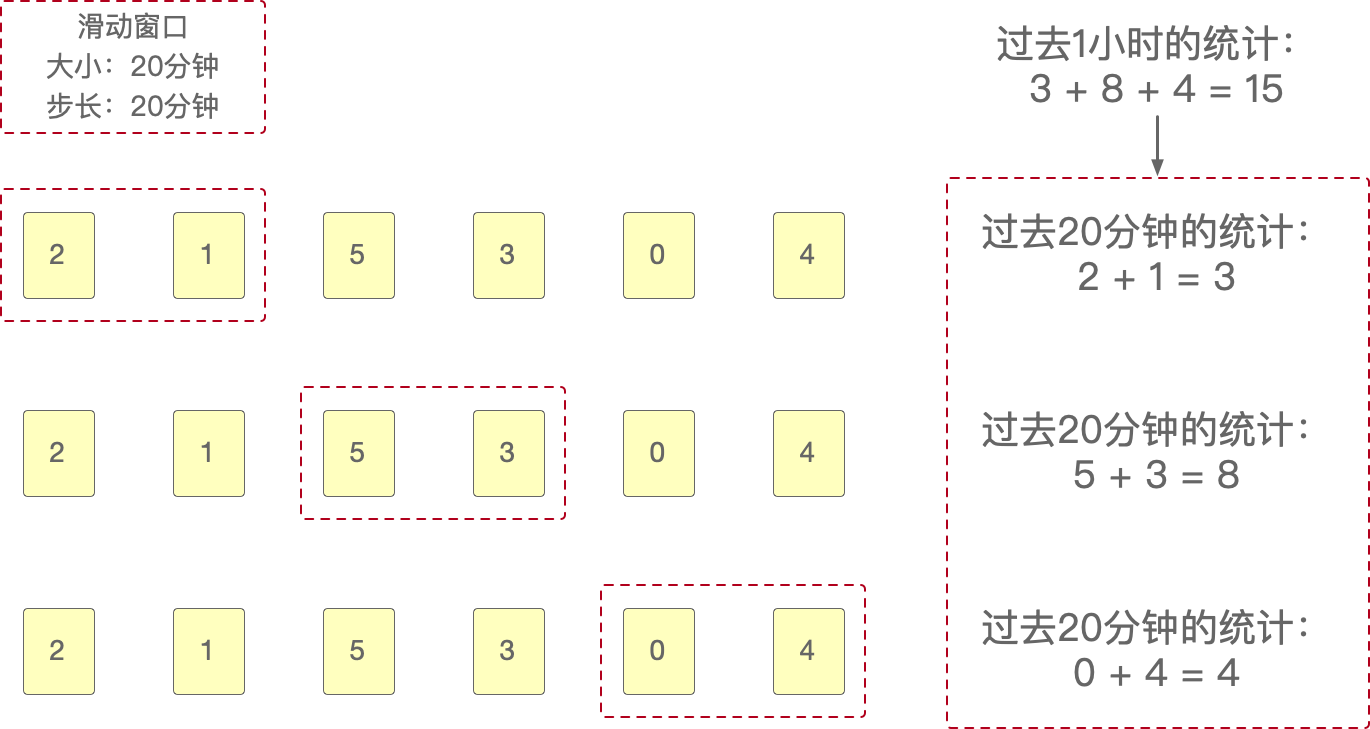 滑动窗口
大小：20分钟
步长：20分钟
过去1小时的统计：
3 + 8 + 4 = 15
2 1 5 3 0 4
过去20分钟的统计：
2 + 1 = 3
2 1 5 3 0 4
过去20分钟的统计：
5 + 3 = 8
2 1 5 3 0 4
过去20分钟的统计：
0 + 4 = 4